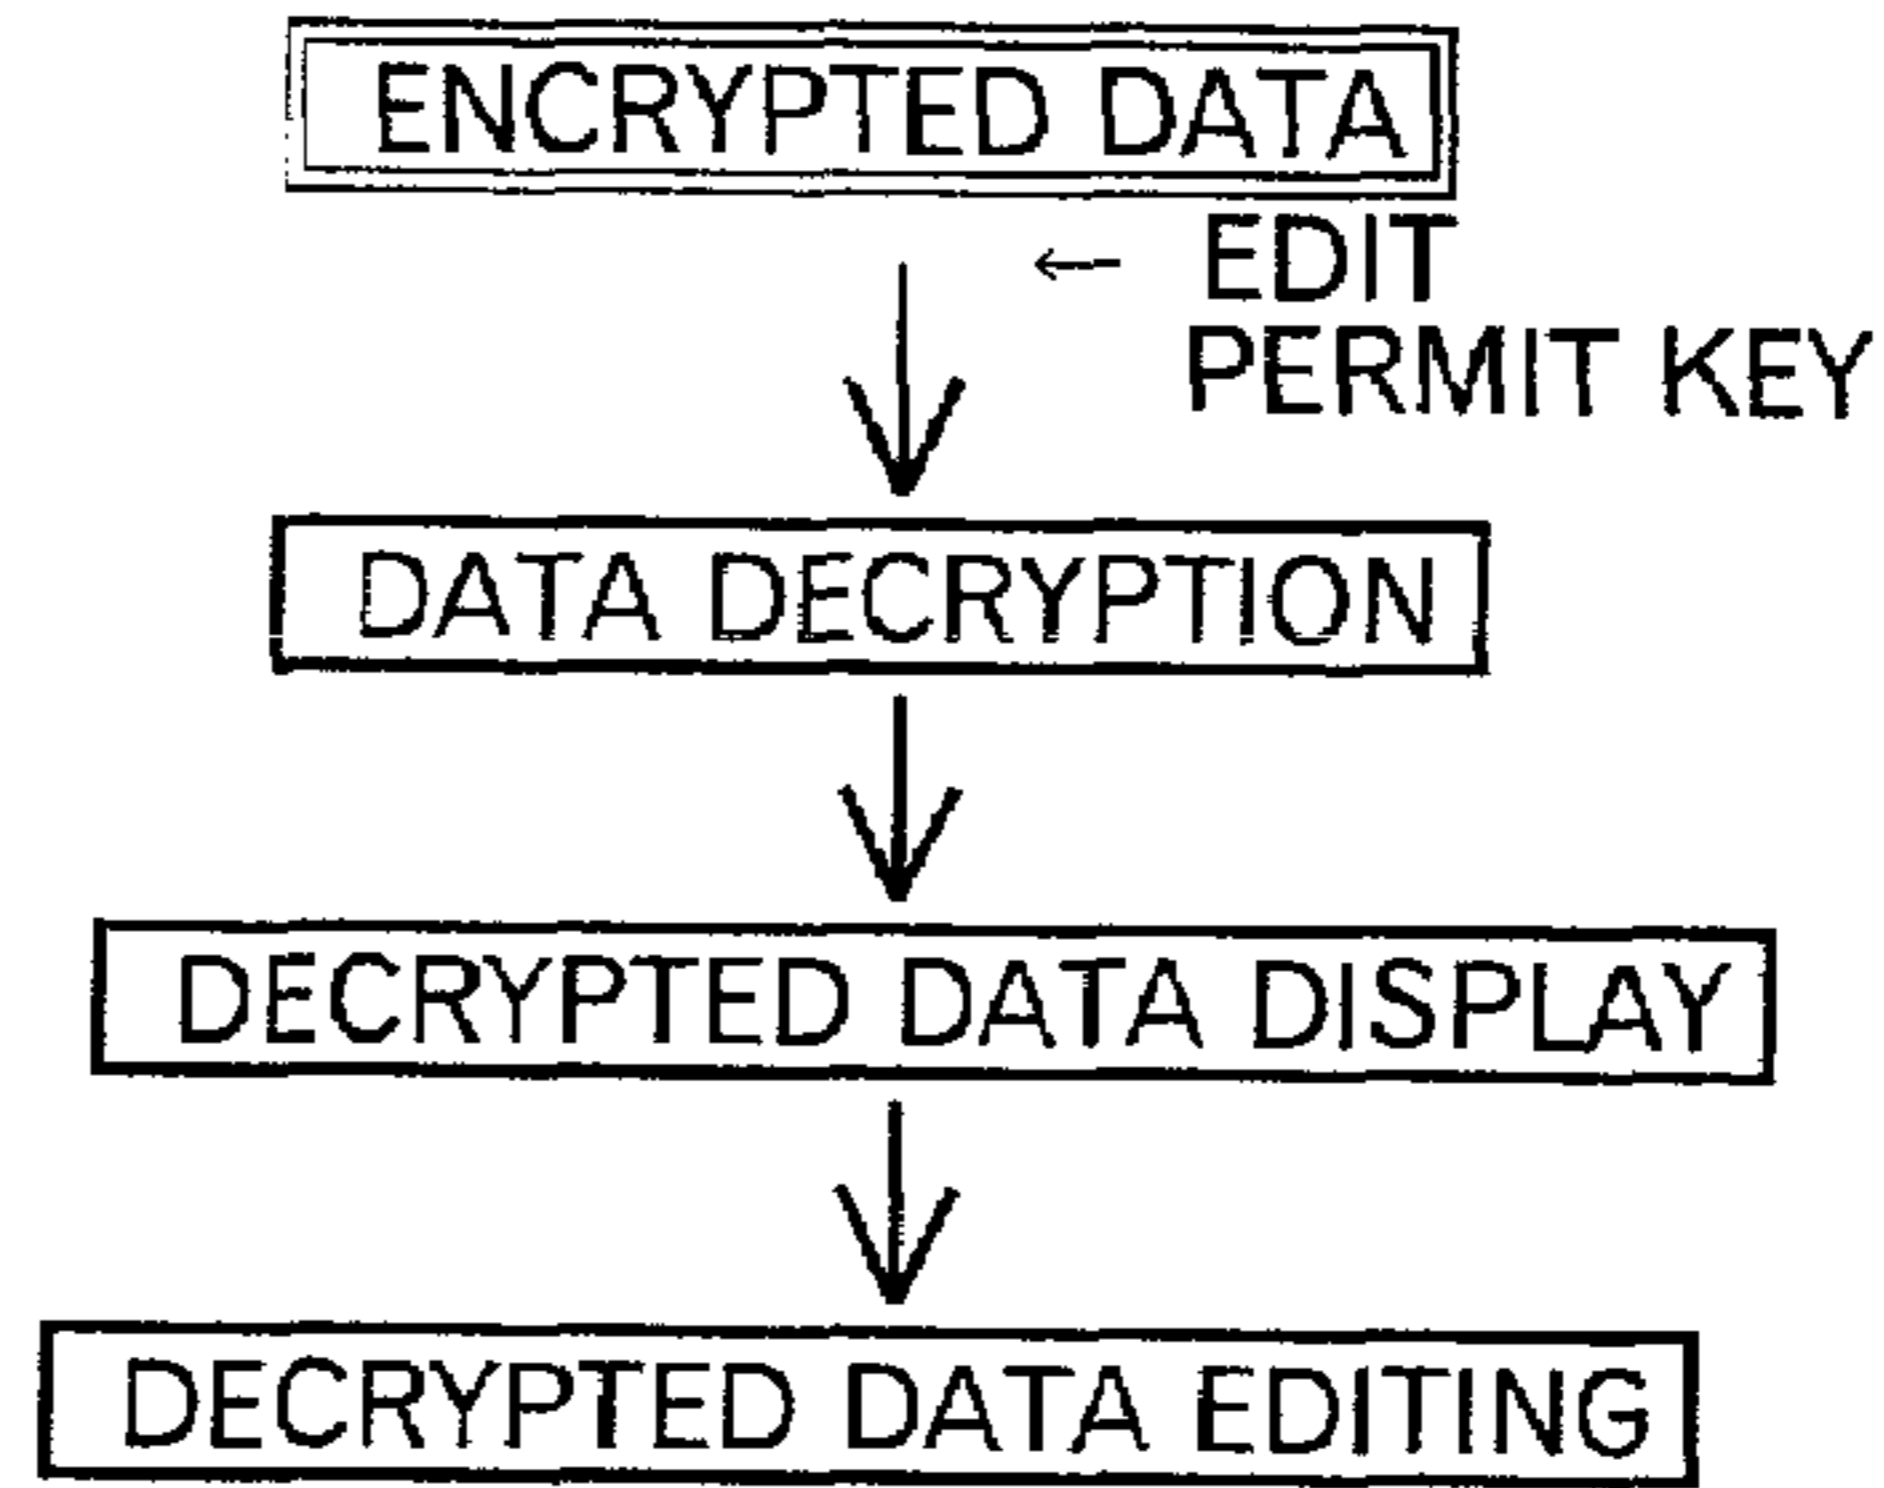 ENCRYPTED DATA
← EDIT
PERMIT KEY
DATA DECRYPTION
DECRYPTED DATA DISPLAY
DECRYPTED DATA EDITING